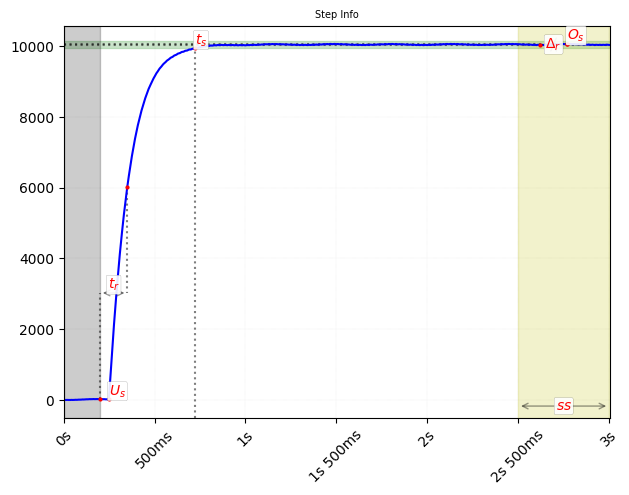 Step Info
10000
8000
6000
4000
2000
0
t_s
Δ_r
O_s
t_r
U_s
ss
0s
500ms
1s
1s 500ms
2s
2s 500ms
3s